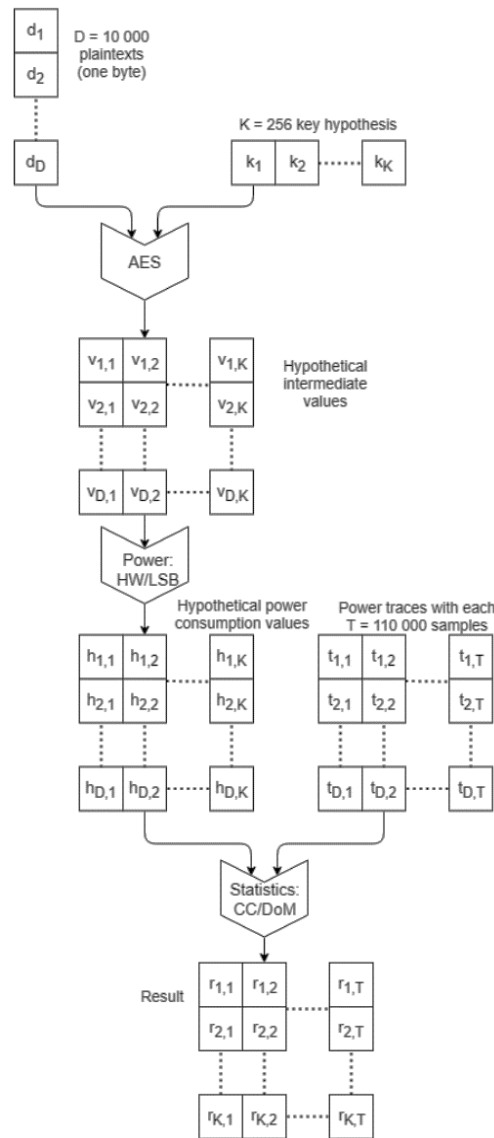 d1
D = 10 000
plaintexts
(one byte)
d2
dD
K = 256 key hypothesis
k1 k2 kK
AES
v1,1 v1,2 v1,K
v2,1 v2,2 v2,K
Hypothetical
intermediate
values
vD,1 vD,2 vD,K
Power:
HW/LSB
Hypothetical power
consumption values
Power traces with each
T = 110 000 samples
h1,1 h1,2 h1,K
h2,1 h2,2 h2,K
hD,1 hD,2 hD,K
t1,1 t1,2 t1,T
t2,1 t2,2 t2,T
tD,1 tD,2 tD,T
Statistics:
CC/DoM
Result
r1,1 r1,2 r1,T
r2,1 r2,2 r2,T
rK,1 rK,2 rK,T